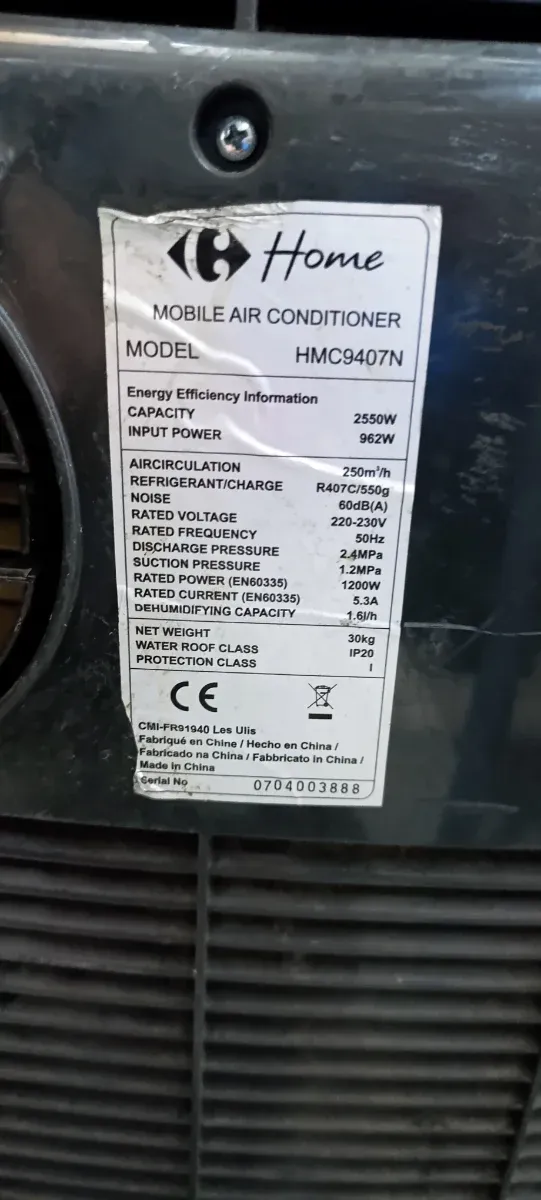 Home
MOBILE AIR CONDITIONER
MODEL HMC9407N
Energy Efficiency Information
CAPACITY 2550W
INPUT POWER 962W
AIRCIRCULATION 250m³/h
REFRIGERANT/CHARGE R407C/550g
NOISE 60dB(A)
RATED VOLTAGE 220-230V
RATED FREQUENCY 50Hz
DISCHARGE PRESSURE 2.4MPa
SUCTION PRESSURE 1.2MPa
RATED POWER (EN60335) 1200W
RATED CURRENT (EN60335) 5.3A
DEHUMIDIFYING CAPACITY 1.6l/h
NET WEIGHT 30kg
WATER ROOF CLASS IP20
PROTECTION CLASS I
CE
CMI-FR91940 Les Ulis
Fabriqué en Chine / Hecho en China /
Fabricado na China / Fabbricato in China /
Made in China
Serial No 0704003888